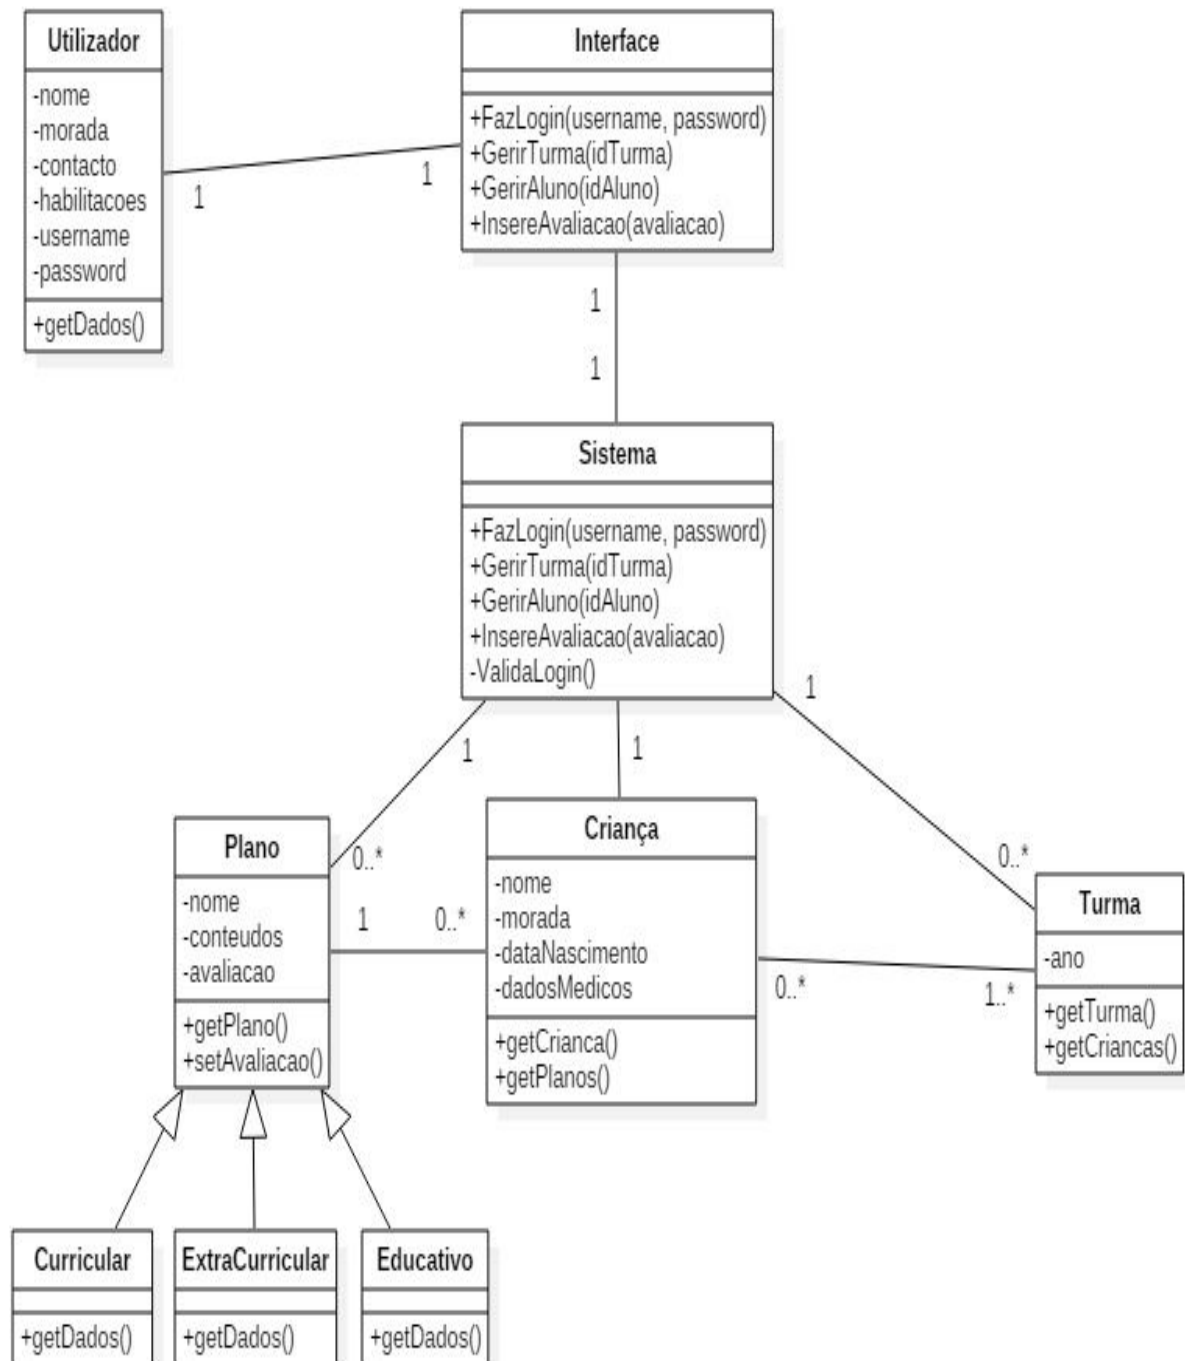 Utilizador
-nome
-morada
-contacto
-habilitacoes
-username
-password
+getDados()
Interface
+FazLogin(username, password)
+GerirTurma(idTurma)
+GerirAluno(idAluno)
+InsereAvaliacao(avaliacao)
1
1
1
1
Sistema
+FazLogin(username, password)
+GerirTurma(idTurma)
+GerirAluno(idAluno)
+InsereAvaliacao(avaliacao)
-ValidaLogin()
1
1
1
0..*
0..*
Plano
-nome
-conteudos
-avaliacao
+getPlano()
+setAvaliacao()
1
0..*
Criança
-nome
-morada
-dataNascimento
-dadosMedicos
+getCrianca()
+getPlanos()
0..*
1..*
Turma
-ano
+getTurma()
+getCriancas()
Curricular
+getDados()
ExtraCurricular
+getDados()
Educativo
+getDados()